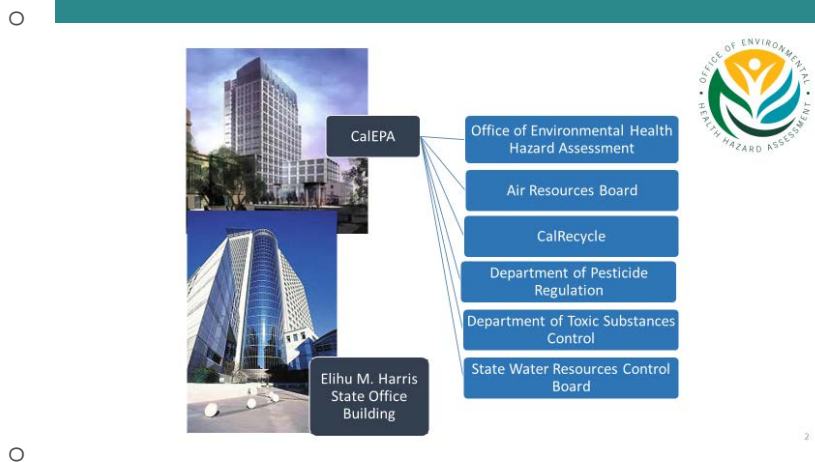 CalEPA
Office of Environmental Health
Hazard Assessment
Air Resources Board
CalRecycle
Department of Pesticide
Regulation
Department of Toxic Substances
Control
State Water Resources Control
Board
Elihu M. Harris
State Office
Building
OFFICE OF ENVIRONMENTAL
HEALTH HAZARD ASSESSMENT
2